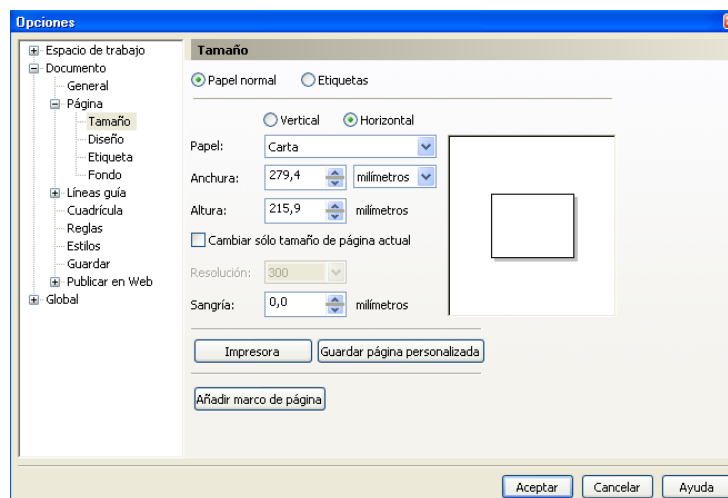 Opciones
Espacio de trabajo
Documento
General
Página
Tamaño
Diseño
Etiqueta
Fondo
Líneas guía
Cuadrícula
Reglas
Estilos
Guardar
Publicar en Web
Global
Tamaño
Papel normal Etiquetas
Vertical Horizontal
Papel: Carta
Anchura: 279,4 milímetros
Altura: 215,9 milímetros
Cambiar sólo tamaño de página actual
Resolución: 300
Sangría: 0,0 milímetros
Impresora Guardar página personalizada
Añadir marco de página
Aceptar Cancelar Ayuda